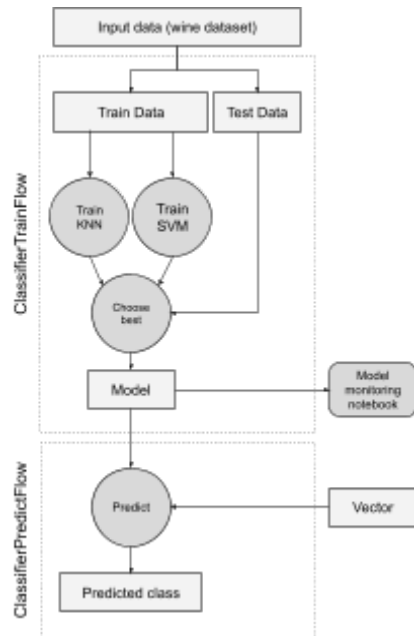 Input data (wine dataset)
ClassifierTrainFlow
Train Data
Test Data
Train
KNN
Train
SVM
Choose
best
Model
Model
monitoring
notebook
ClassifierPredictFlow
Predict
Vector
Predicted class